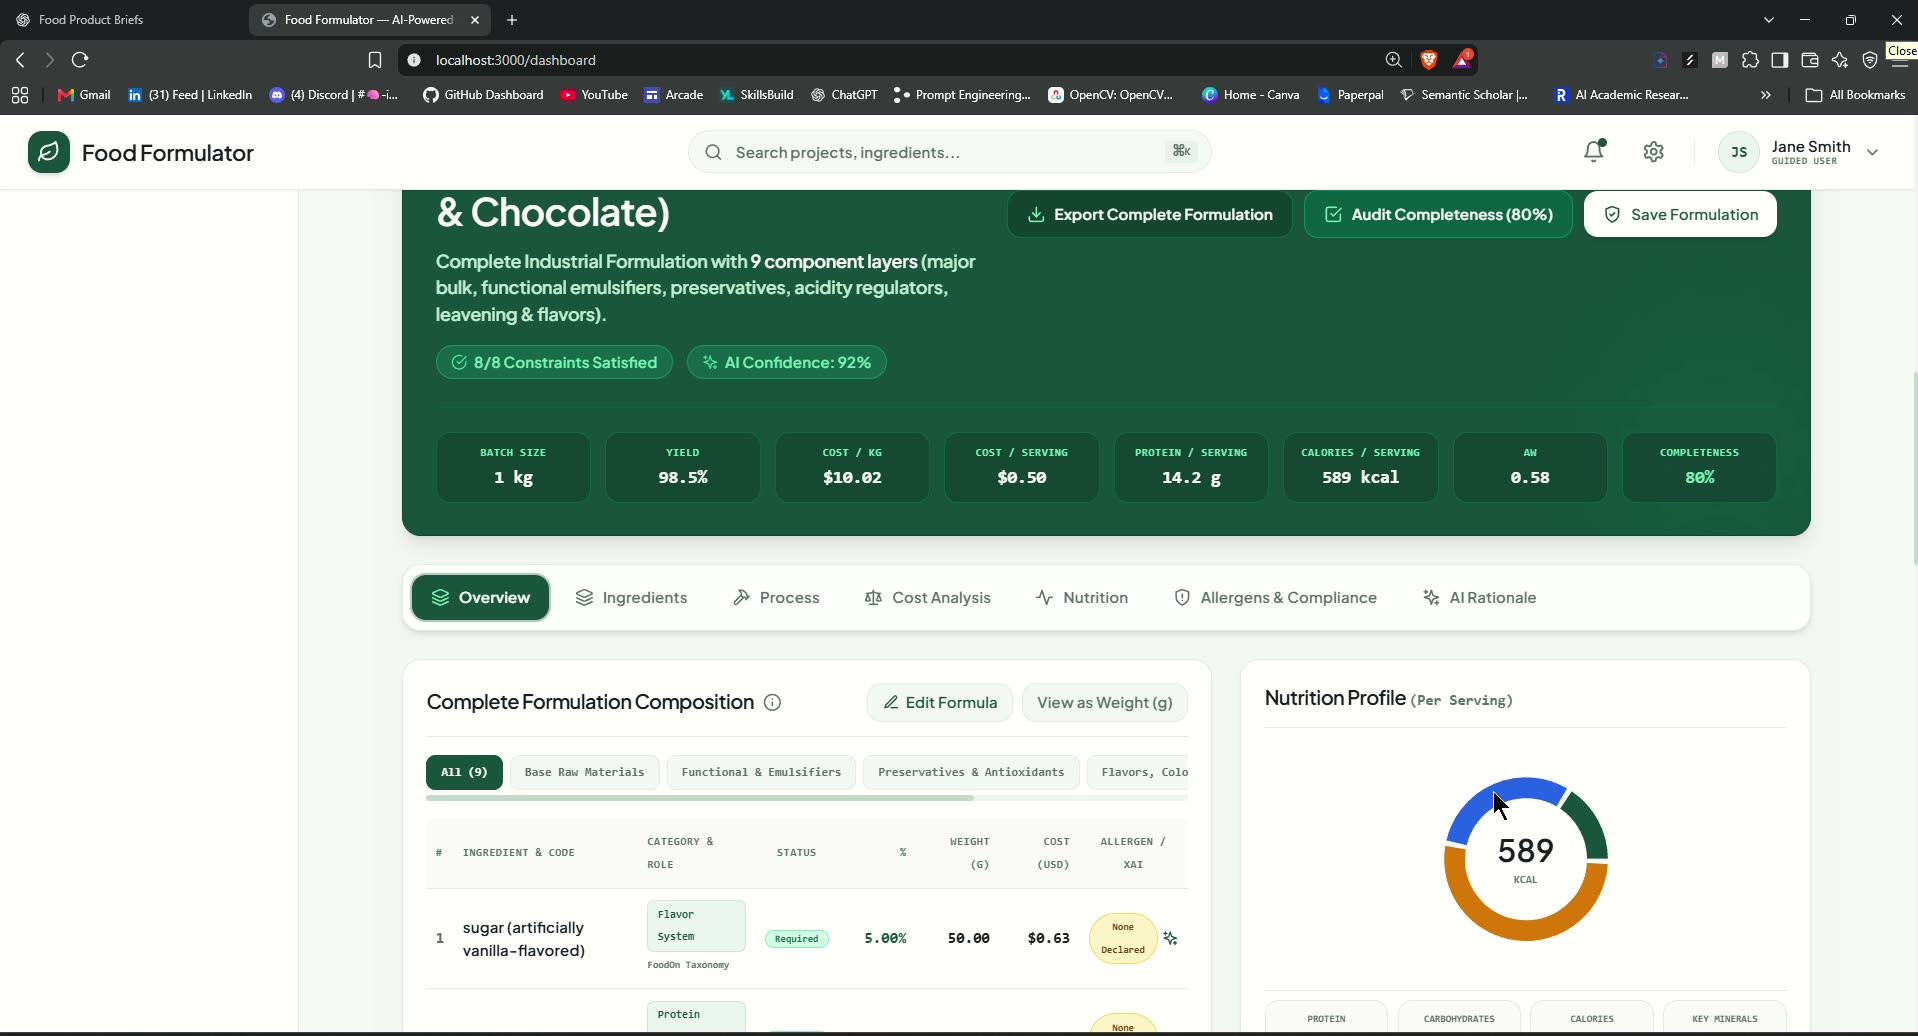 Food Product Briefs
Food Formulator — AI-Powered
localhost:3000/dashboard
1
Close
Gmail
(31) Feed | LinkedIn
(4) Discord | #🧠-i...
GitHub Dashboard
YouTube
Arcade
SkillsBuild
ChatGPT
Prompt Engineering...
OpenCV: OpenCV...
Home - Canva
Paperpal
Semantic Scholar |...
AI Academic Resear...
All Bookmarks
Food Formulator
Search projects, ingredients...
⌘K
JS
Jane Smith
GUIDED USER
& Chocolate)
Export Complete Formulation
Audit Completeness (80%)
Save Formulation
Complete Industrial Formulation with 9 component layers (major
bulk, functional emulsifiers, preservatives, acidity regulators,
leavening & flavors).
8/8 Constraints Satisfied
AI Confidence: 92%
BATCH SIZE
1 kg
YIELD
98.5%
COST / KG
$10.02
COST / SERVING
$0.50
PROTEIN / SERVING
14.2 g
CALORIES / SERVING
589 kcal
AW
0.58
COMPLETENESS
80%
Overview
Ingredients
Process
Cost Analysis
Nutrition
Allergens & Compliance
AI Rationale
Complete Formulation Composition
Edit Formula
View as Weight (g)
All (9)
Base Raw Materials
Functional & Emulsifiers
Preservatives & Antioxidants
Flavors, Colo
#
INGREDIENT & CODE
CATEGORY &
ROLE
STATUS
%
WEIGHT
(G)
COST
(USD)
ALLERGEN /
XAI
1
sugar (artificially
vanilla-flavored)
Flavor
System
FoodOn Taxonomy
Required
5.00%
50.00
$0.63
None
Declared
Protein
None
Nutrition Profile (Per Serving)
589
KCAL
PROTEIN
CARBOHYDRATES
CALORIES
KEY MINERALS